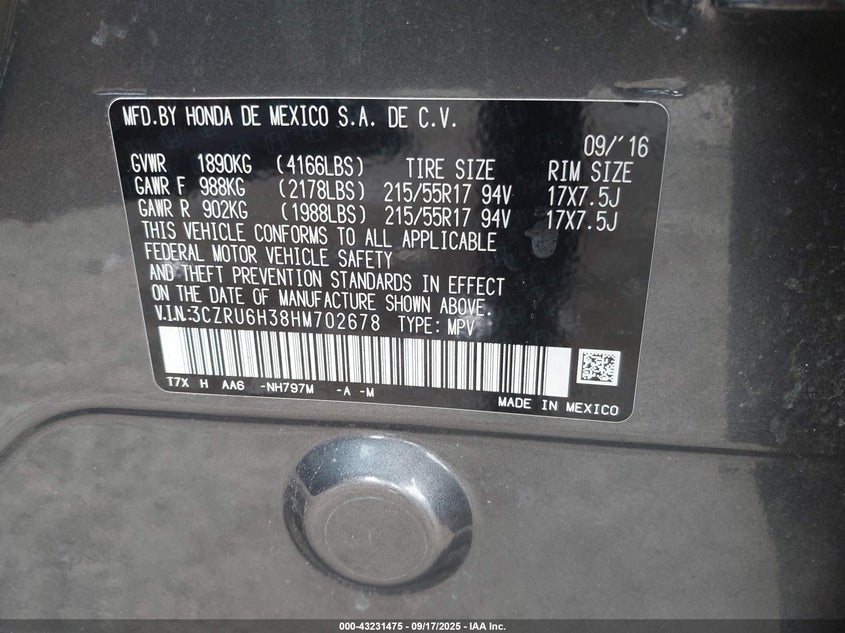 MFD.BY HONDA DE MEXICO S.A. DE C.V.
09/'16
GVWR 1890KG (4166LBS) TIRE SIZE RIM SIZE
GAWR F 988KG (2178LBS) 215/55R17 94V 17X7.5J
GAWR R 902KG (1988LBS) 215/55R17 94V 17X7.5J
THIS VEHICLE CONFORMS TO ALL APPLICABLE
FEDERAL MOTOR VEHICLE SAFETY
AND THEFT PREVENTION STANDARDS IN EFFECT
ON THE DATE OF MANUFACTURE SHOWN ABOVE.
V.I.N:3CZRU6H38HM702678 TYPE: MPV
T7X H AA6 -NH797M -A -M
MADE IN MEXICO
000-43231475 | 09/17/2025 - IAA Inc.